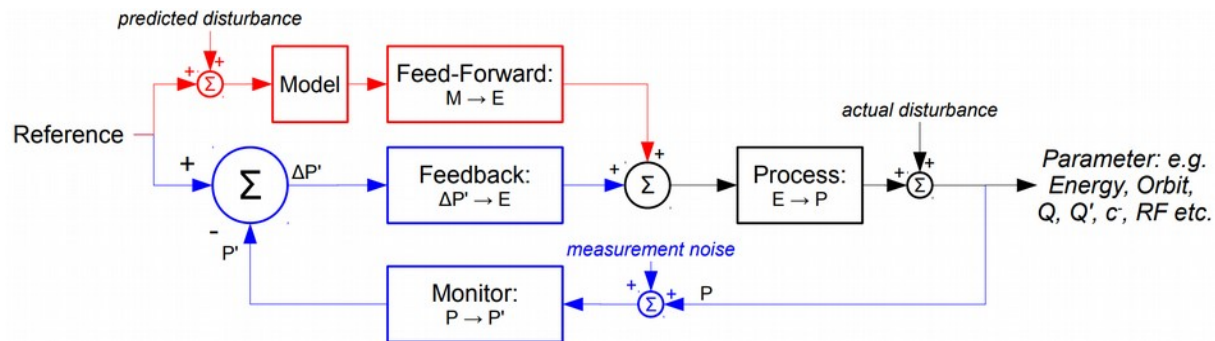 predicted disturbance
+
+
Σ
Model
Feed-Forward:
M → E
actual disturbance
Reference
+
Σ
ΔP'
Feedback:
ΔP' → E
+
+
Σ
Process:
E → P
+
+
Σ
Parameter: e.g.
Energy, Orbit,
Q, Q', c-, RF etc.
-
P'
measurement noise
Monitor:
P → P'
+
+
Σ
P